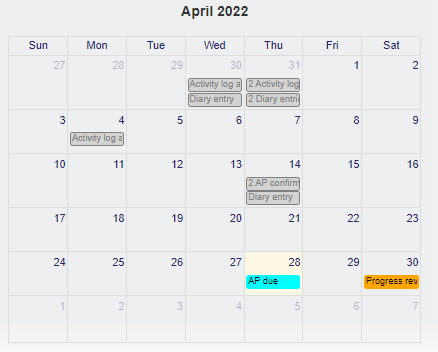 April 2022
Sun Mon Tue Wed Thu Fri Sat
27 28 29 30 31 1 2
Activity log a 2 Activity log
Diary entry 2 Diary entri
3 4 5 6 7 8 9
Activity log a
10 11 12 13 14 15 16
2 AP confirm
Diary entry
17 18 19 20 21 22 23
24 25 26 27 28 29 30
AP due Progress rev
1 2 3 4 5 6 7